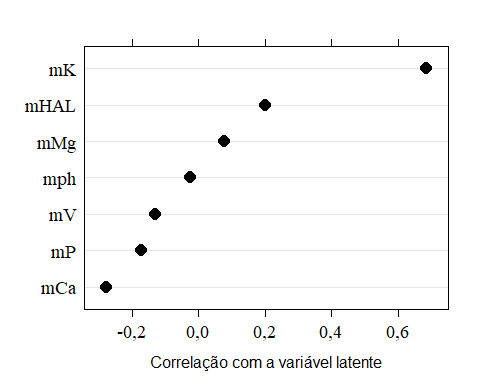 mK
mHAL
mMg
mph
mV
mP
mCa
-0,2 0,0 0,2 0,4 0,6
Correlação com a variável latente